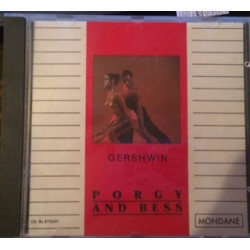 GERSHWIN
PORGY
AND BESS
MONDANE